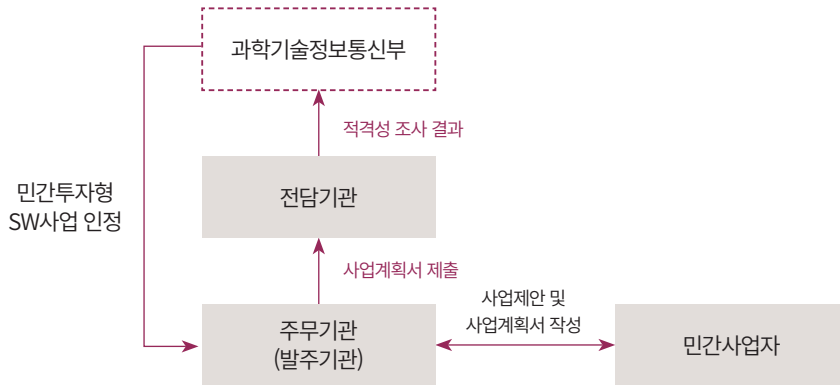 과학기술정보통신부
적격성 조사 결과
전담기관
민간투자형
SW사업 인정
사업계획서 제출
사업제안 및
사업계획서 작성
주무기관
(발주기관)
민간사업자